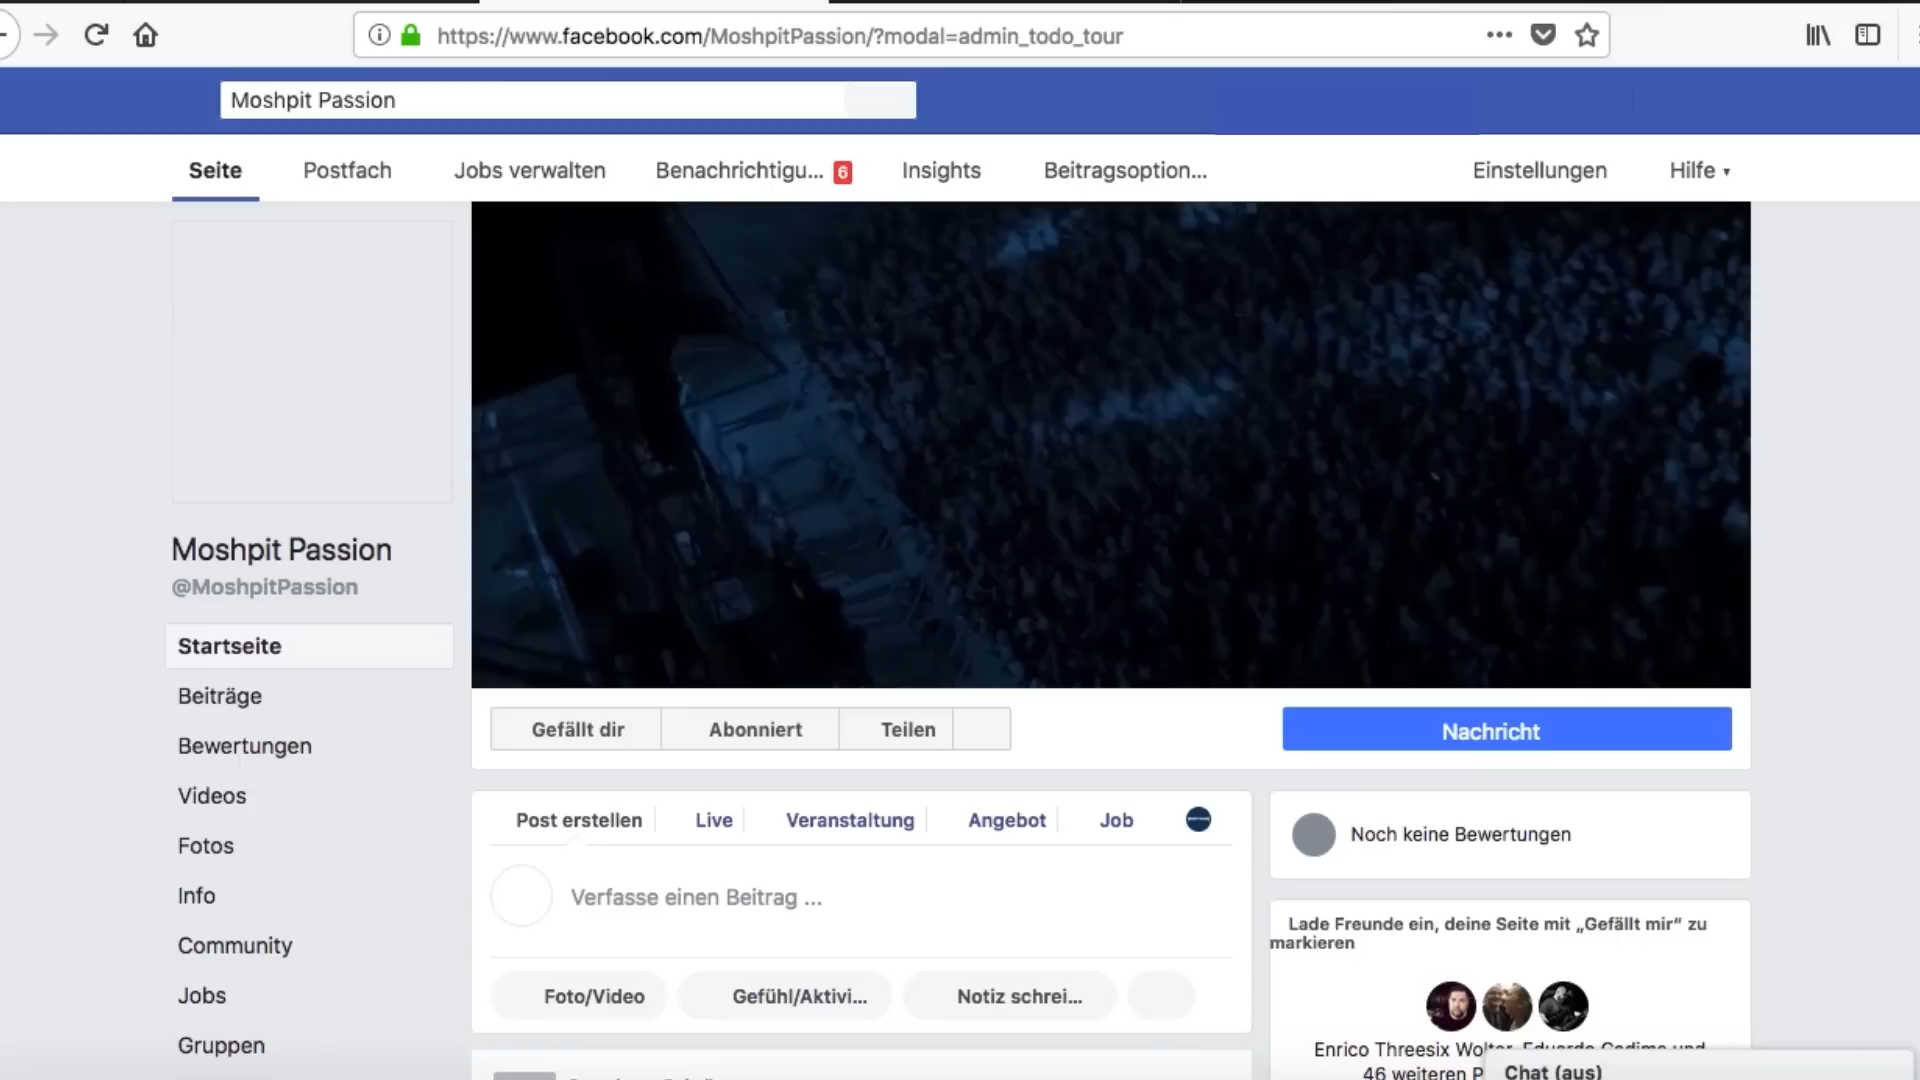 https://www.facebook.com/MoshpitPassion/?modal=admin_todo_tour
Moshpit Passion
Seite
Postfach
Jobs verwalten
Benachrichtigu... 6
Insights
Beitragsoption...
Einstellungen
Hilfe
Moshpit Passion
@MoshpitPassion
Startseite
Beiträge
Bewertungen
Videos
Fotos
Info
Community
Jobs
Gruppen
Gefällt dir
Abonniert
Teilen
Nachricht
Post erstellen
Live
Veranstaltung
Angebot
Job
Verfasse einen Beitrag ...
Foto/Video
Gefühl/Aktivi...
Notiz schrei...
Noch keine Bewertungen
Lade Freunde ein, deine Seite mit „Gefällt mir“ zu
markieren
Enrico Threesix
46 weiteren
Chat (aus)